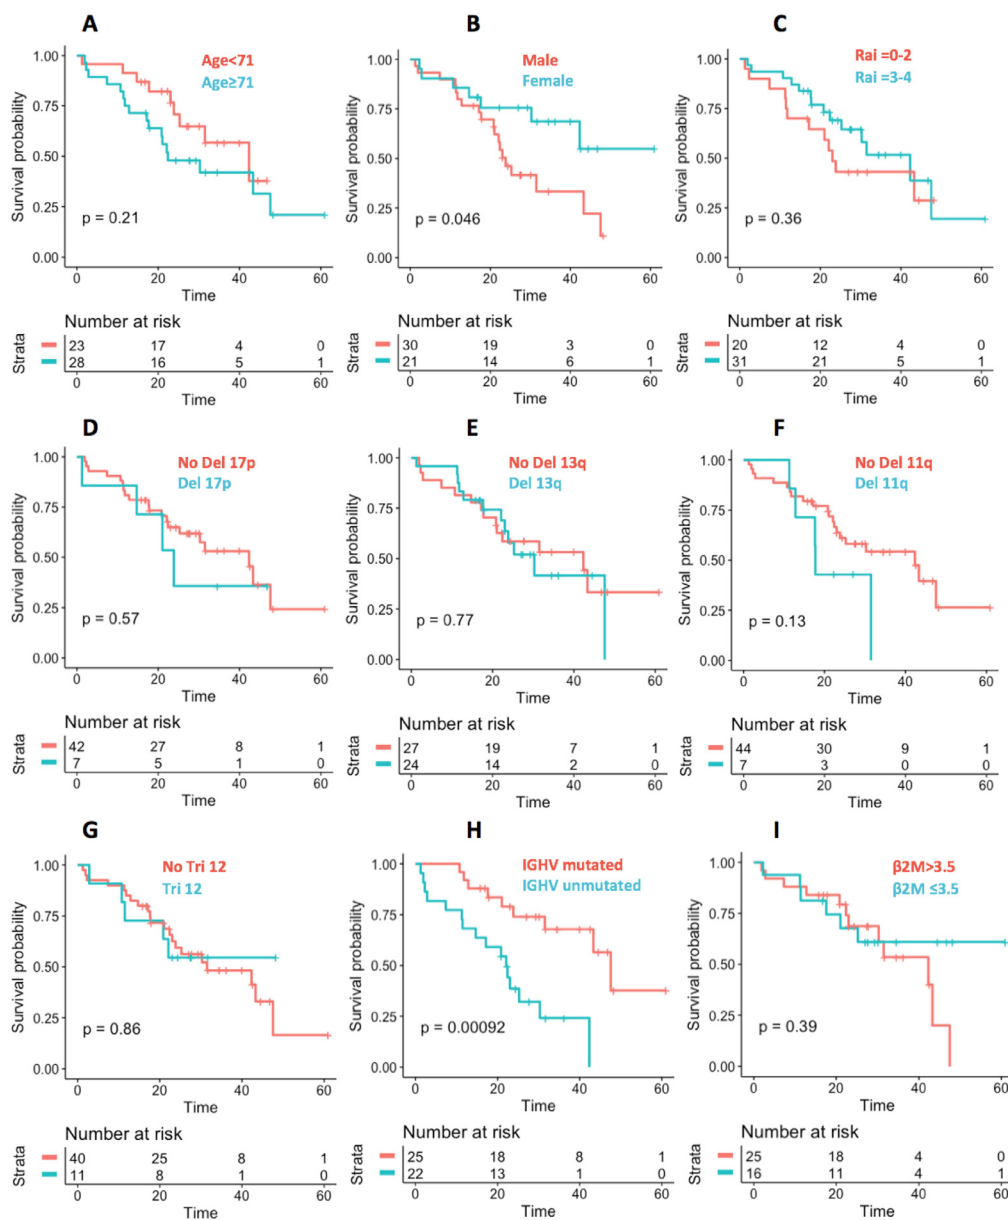 A
Age<71
Age≥71
1.00
0.75
0.50
0.25
0.00
Survival probability
p = 0.21
0 20 40 60
Time
Number at risk
Strata
23 17 4 0
28 16 5 1
0 20 40 60
Time
B
Male
Female
1.00
0.75
0.50
0.25
0.00
Survival probability
p = 0.046
0 20 40 60
Time
Number at risk
Strata
30 19 3 0
21 14 6 1
0 20 40 60
Time
C
Rai =0-2
Rai =3-4
1.00
0.75
0.50
0.25
0.00
Survival probability
p = 0.36
0 20 40 60
Time
Number at risk
Strata
20 12 4 0
31 21 5 1
0 20 40 60
Time
D
No Del 17p
Del 17p
1.00
0.75
0.50
0.25
0.00
Survival probability
p = 0.57
0 20 40 60
Time
Number at risk
Strata
42 27 8 1
7 5 1 0
0 20 40 60
Time
E
No Del 13q
Del 13q
1.00
0.75
0.50
0.25
0.00
Survival probability
p = 0.77
0 20 40 60
Time
Number at risk
Strata
27 19 7 1
24 14 2 0
0 20 40 60
Time
F
No Del 11q
Del 11q
1.00
0.75
0.50
0.25
0.00
Survival probability
p = 0.13
0 20 40 60
Time
Number at risk
Strata
44 30 9 1
7 3 0 0
0 20 40 60
Time
G
No Tri 12
Tri 12
1.00
0.75
0.50
0.25
0.00
Survival probability
p = 0.86
0 20 40 60
Time
Number at risk
Strata
40 25 8 1
11 8 1 0
0 20 40 60
Time
H
IGHV mutated
IGHV unmutated
1.00
0.75
0.50
0.25
0.00
Survival probability
p = 0.00092
0 20 40 60
Time
Number at risk
Strata
25 18 8 1
22 13 1 0
0 20 40 60
Time
I
β2M>3.5
β2M ≤3.5
1.00
0.75
0.50
0.25
0.00
Survival probability
p = 0.39
0 20 40 60
Time
Number at risk
Strata
25 18 4 0
16 11 4 1
0 20 40 60
Time